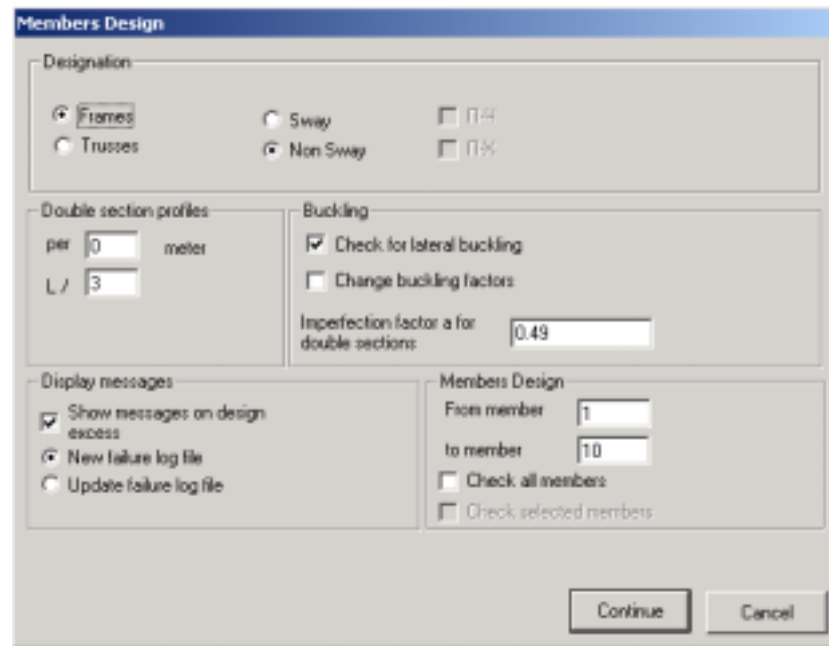 Members Design
Designation
Frames
Trusses
Sway
Non Sway
Double section profiles
per 0 meter
L / 3
Buckling
Check for lateral buckling
Change buckling factors
Imperfection factor a for
double sections
0.49
Display messages
Show messages on design
excess
New failure log file
Update failure log file
Members Design
From member 1
to member 10
Check all members
Check selected members
Continue
Cancel